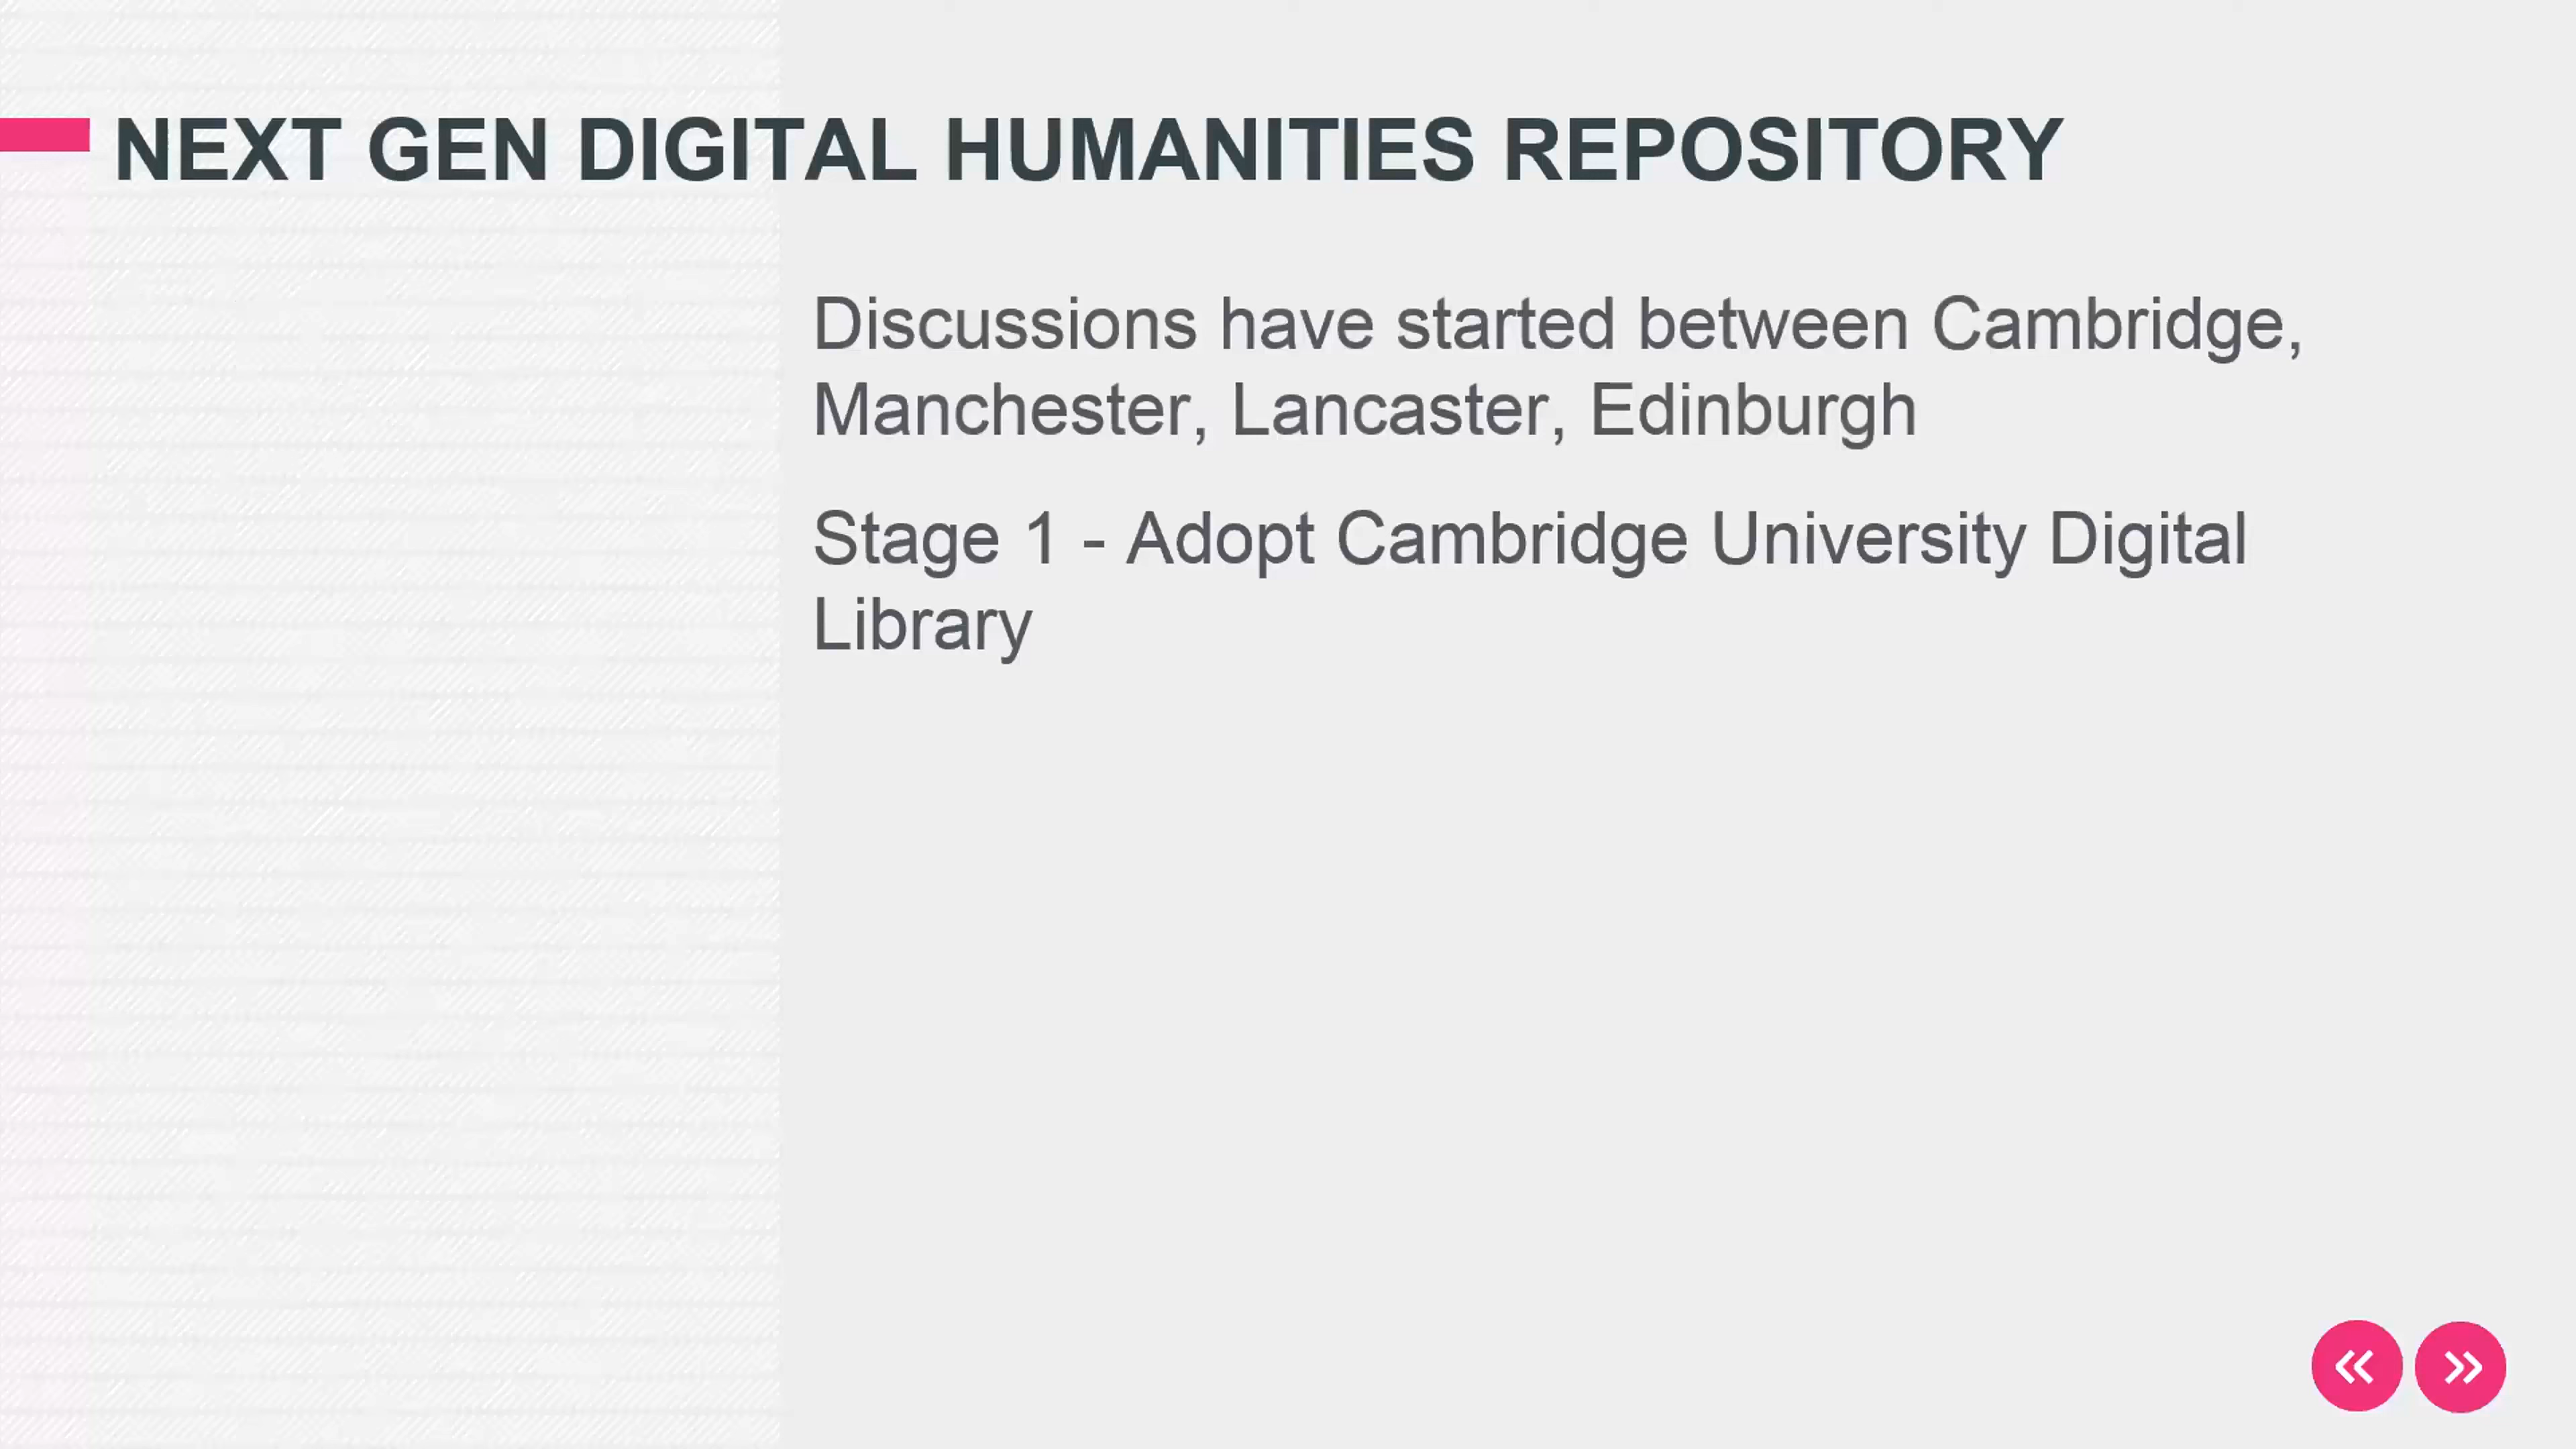 NEXT GEN DIGITAL HUMANITIES REPOSITORY
Discussions have started between Cambridge,
Manchester, Lancaster, Edinburgh
Stage 1 - Adopt Cambridge University Digital
Library